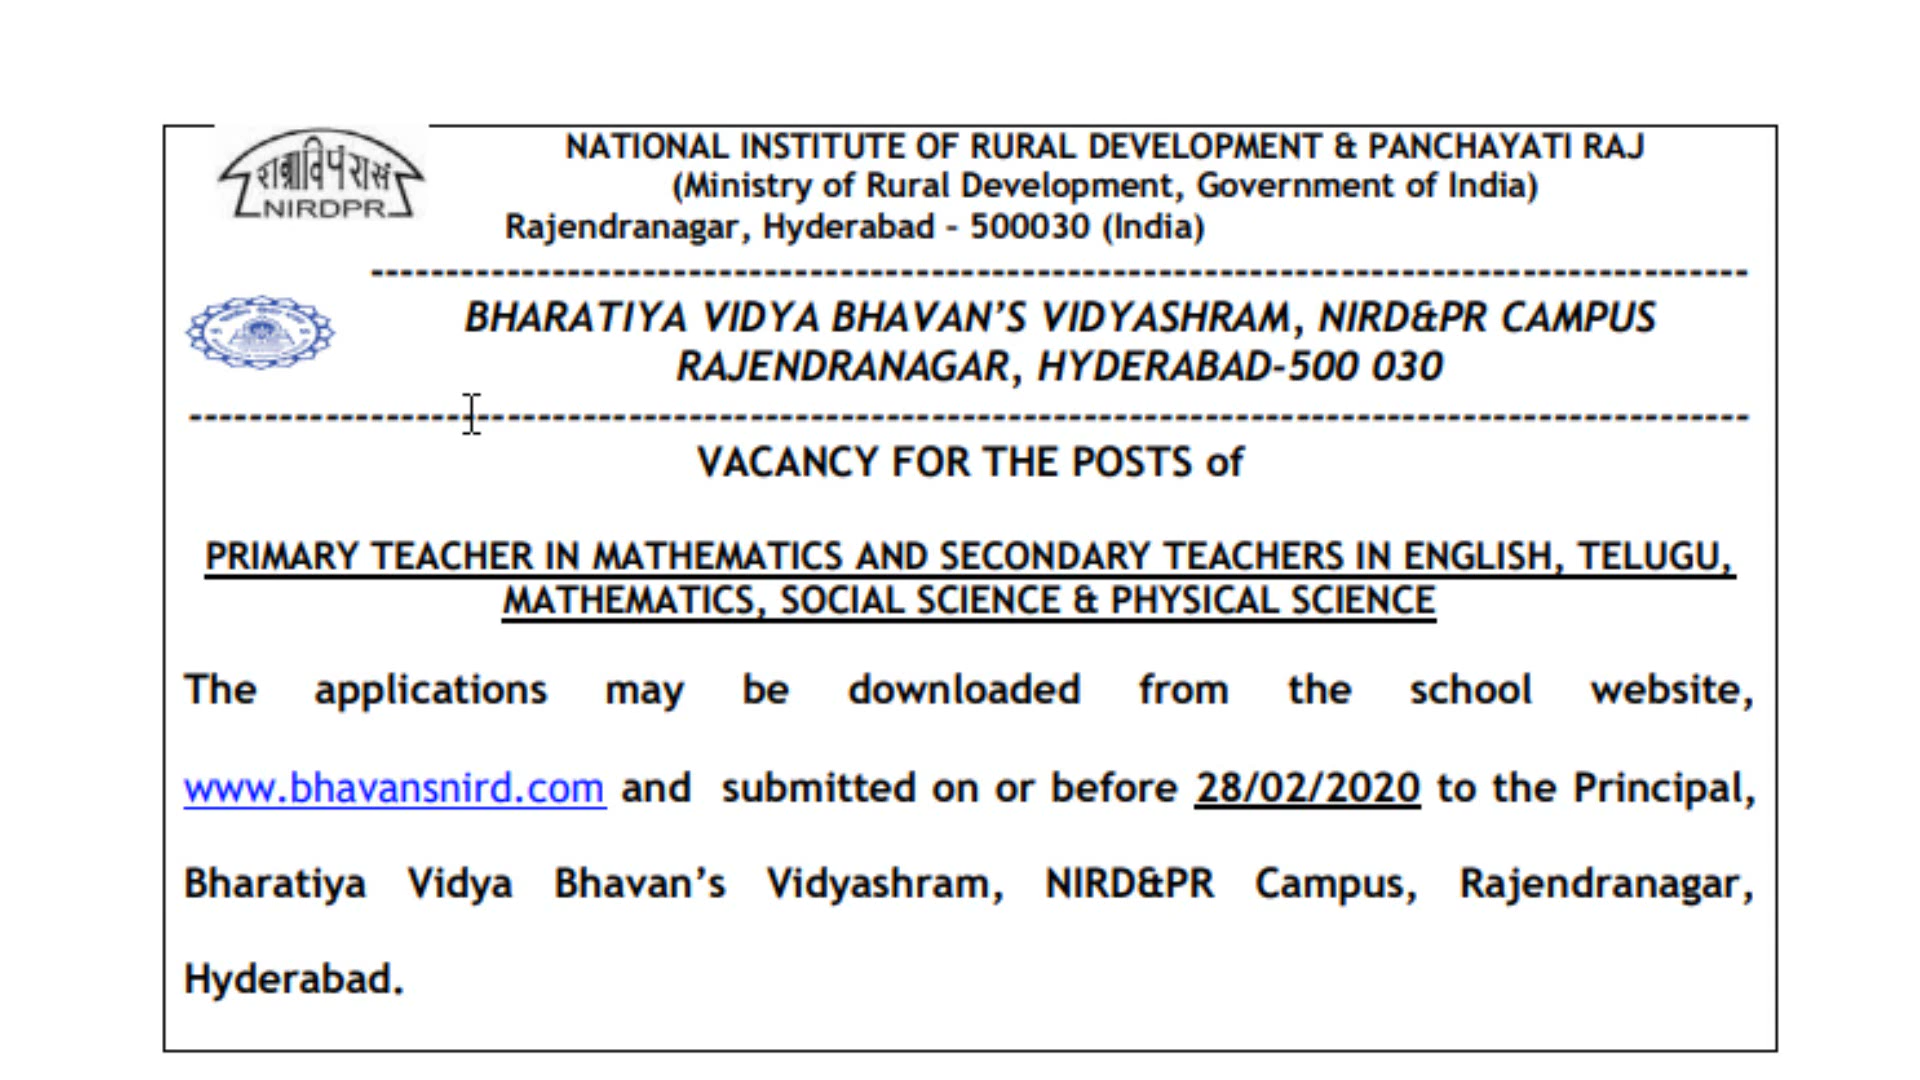 राग्राविपंरासं
NIRDPR
NATIONAL INSTITUTE OF RURAL DEVELOPMENT & PANCHAYATI RAJ
(Ministry of Rural Development, Government of India)
Rajendranagar, Hyderabad - 500030 (India)
BHARATIYA VIDYA BHAVAN’S VIDYASHRAM, NIRD&PR CAMPUS
RAJENDRANAGAR, HYDERABAD-500 030
VACANCY FOR THE POSTS of
PRIMARY TEACHER IN MATHEMATICS AND SECONDARY TEACHERS IN ENGLISH, TELUGU,
MATHEMATICS, SOCIAL SCIENCE & PHYSICAL SCIENCE
The applications may be downloaded from the school website,
www.bhavansnird.com and submitted on or before 28/02/2020 to the Principal,
Bharatiya Vidya Bhavan’s Vidyashram, NIRD&PR Campus, Rajendranagar,
Hyderabad.